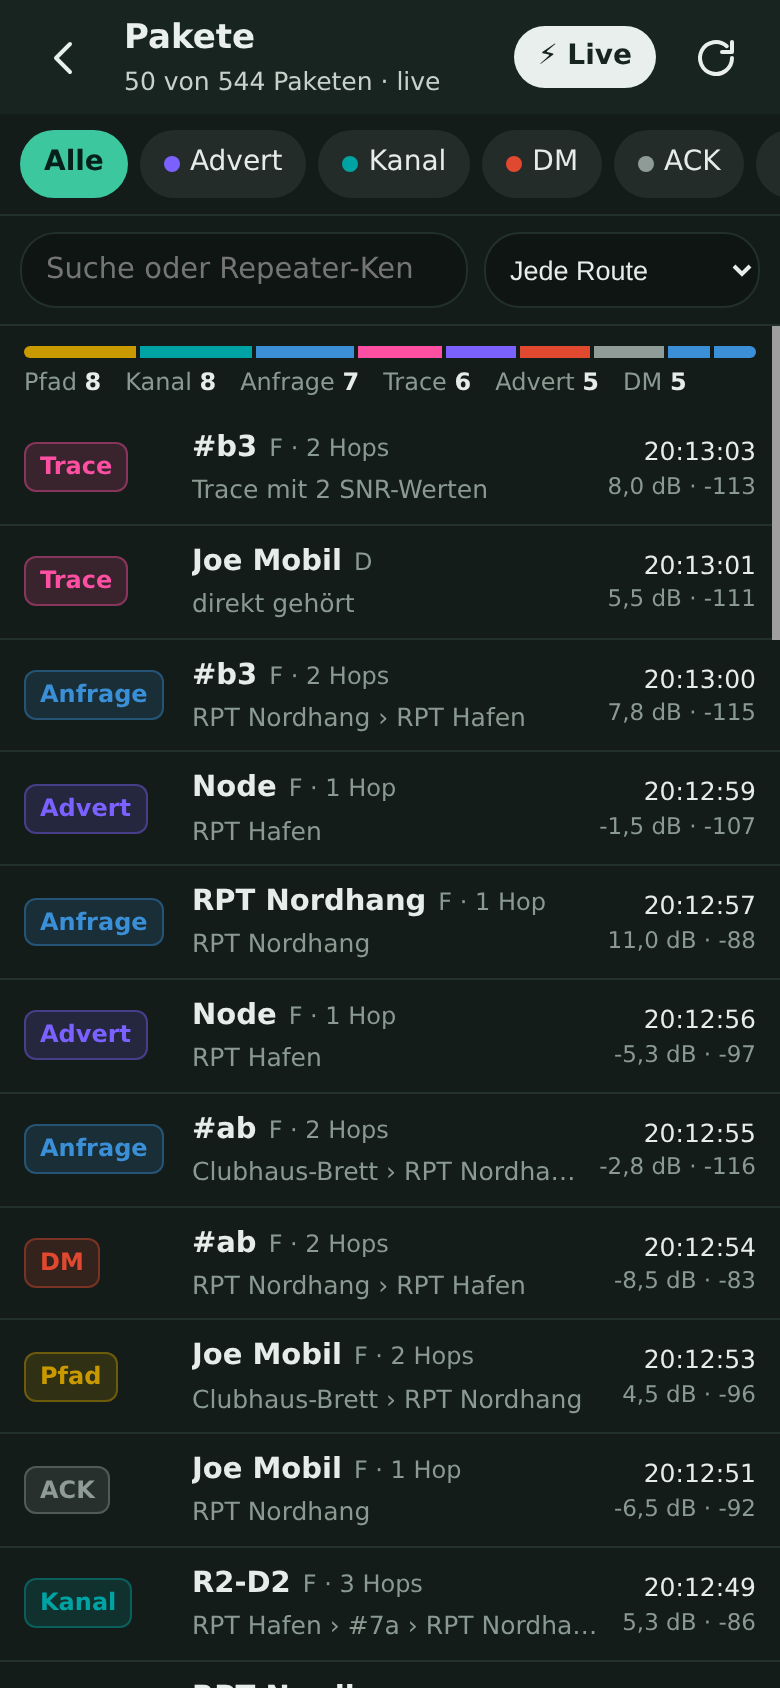 Pakete
50 von 544 Paketen · live
⚡ Live
Alle
Advert
Kanal
DM
ACK
Suche oder Repeater-Ken
Jede Route
Pfad 8 Kanal 8 Anfrage 7 Trace 6 Advert 5 DM 5
Trace
#b3 F · 2 Hops
Trace mit 2 SNR-Werten
20:13:03
8,0 dB · -113
Trace
Joe Mobil D
direkt gehört
20:13:01
5,5 dB · -111
Anfrage
#b3 F · 2 Hops
RPT Nordhang › RPT Hafen
20:13:00
7,8 dB · -115
Advert
Node F · 1 Hop
RPT Hafen
20:12:59
-1,5 dB · -107
Anfrage
RPT Nordhang F · 1 Hop
RPT Nordhang
20:12:57
11,0 dB · -88
Advert
Node F · 1 Hop
RPT Hafen
20:12:56
-5,3 dB · -97
Anfrage
#ab F · 2 Hops
Clubhaus-Brett › RPT Nordha...
20:12:55
-2,8 dB · -116
DM
#ab F · 2 Hops
RPT Nordhang › RPT Hafen
20:12:54
-8,5 dB · -83
Pfad
Joe Mobil F · 2 Hops
Clubhaus-Brett › RPT Nordhang
20:12:53
4,5 dB · -96
ACK
Joe Mobil F · 1 Hop
RPT Nordhang
20:12:51
-6,5 dB · -92
Kanal
R2-D2 F · 3 Hops
RPT Hafen › #7a › RPT Nordha...
20:12:49
5,3 dB · -86